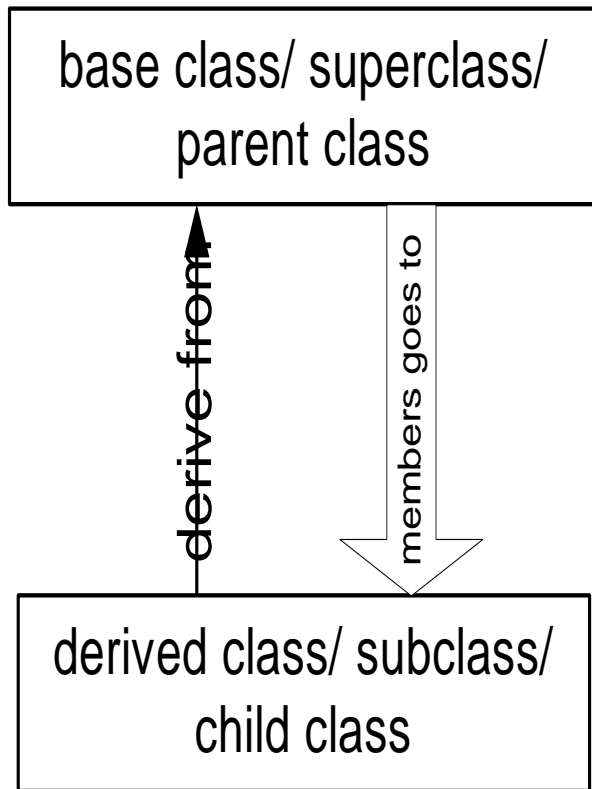 base class/ superclass/
parent class
derive from
members goes to
derived class/ subclass/
child class